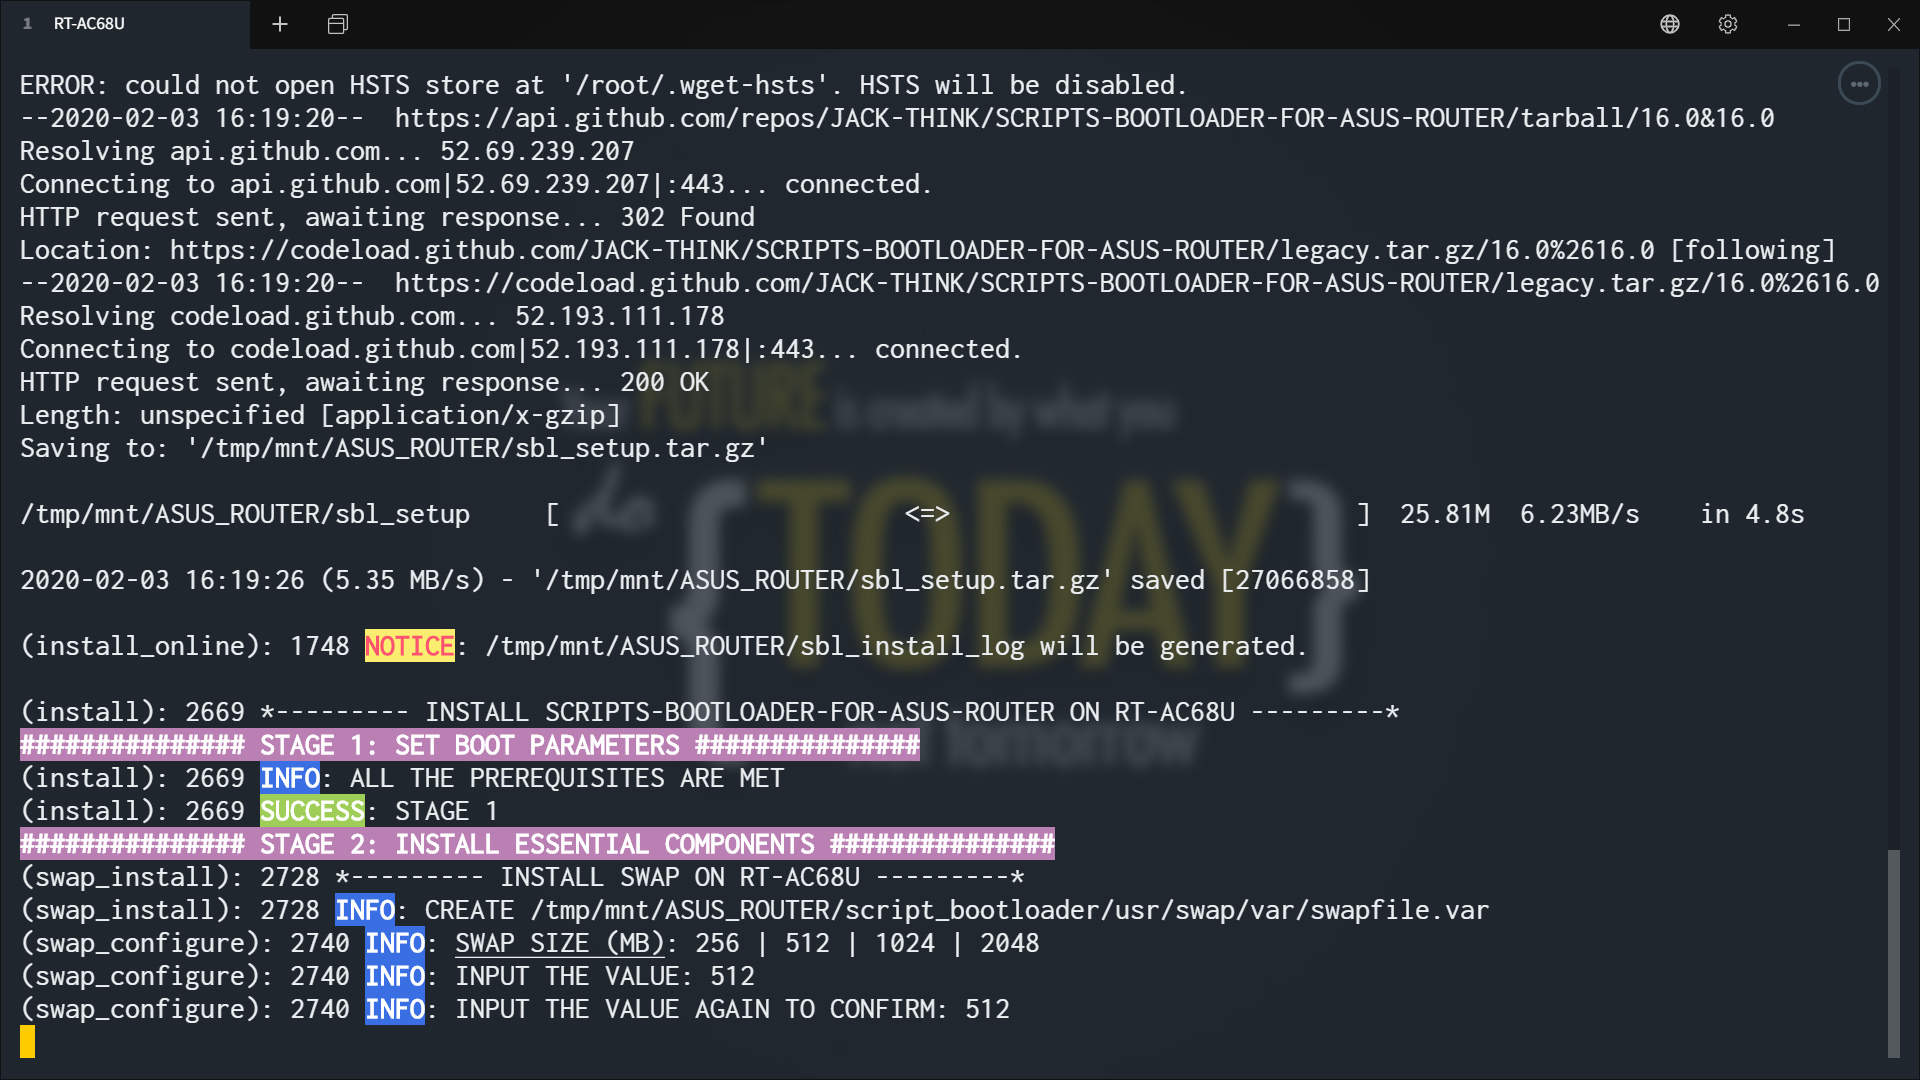 1 RT-AC68U
ERROR: could not open HSTS store at '/root/.wget-hsts'. HSTS will be disabled.
--2020-02-03 16:19:20--  https://api.github.com/repos/JACK-THINK/SCRIPTS-BOOTLOADER-FOR-ASUS-ROUTER/tarball/16.0&16.0
Resolving api.github.com... 52.69.239.207
Connecting to api.github.com|52.69.239.207|:443... connected.
HTTP request sent, awaiting response... 302 Found
Location: https://codeload.github.com/JACK-THINK/SCRIPTS-BOOTLOADER-FOR-ASUS-ROUTER/legacy.tar.gz/16.0%2616.0 [following]
--2020-02-03 16:19:20--  https://codeload.github.com/JACK-THINK/SCRIPTS-BOOTLOADER-FOR-ASUS-ROUTER/legacy.tar.gz/16.0%2616.0
Resolving codeload.github.com... 52.193.111.178
Connecting to codeload.github.com|52.193.111.178|:443... connected.
HTTP request sent, awaiting response... 200 OK
Length: unspecified [application/x-gzip]
Saving to: '/tmp/mnt/ASUS_ROUTER/sbl_setup.tar.gz'
/tmp/mnt/ASUS_ROUTER/sbl_setup     [                       <=>                           ]  25.81M  6.23MB/s    in 4.8s
2020-02-03 16:19:26 (5.35 MB/s) - '/tmp/mnt/ASUS_ROUTER/sbl_setup.tar.gz' saved [27066858]
(install_online): 1748 NOTICE: /tmp/mnt/ASUS_ROUTER/sbl_install_log will be generated.
(install): 2669 *--------- INSTALL SCRIPTS-BOOTLOADER-FOR-ASUS-ROUTER ON RT-AC68U ---------*
############### STAGE 1: SET BOOT PARAMETERS ###############
(install): 2669 INFO: ALL THE PREREQUISITES ARE MET
(install): 2669 SUCCESS: STAGE 1
############### STAGE 2: INSTALL ESSENTIAL COMPONENTS ###############
(swap_install): 2728 *--------- INSTALL SWAP ON RT-AC68U ---------*
(swap_install): 2728 INFO: CREATE /tmp/mnt/ASUS_ROUTER/script_bootloader/usr/swap/var/swapfile.var
(swap_configure): 2740 INFO: SWAP SIZE (MB): 256 | 512 | 1024 | 2048
(swap_configure): 2740 INFO: INPUT THE VALUE: 512
(swap_configure): 2740 INFO: INPUT THE VALUE AGAIN TO CONFIRM: 512
FUTURE is created by what you
do {TODAY}
tomorrow